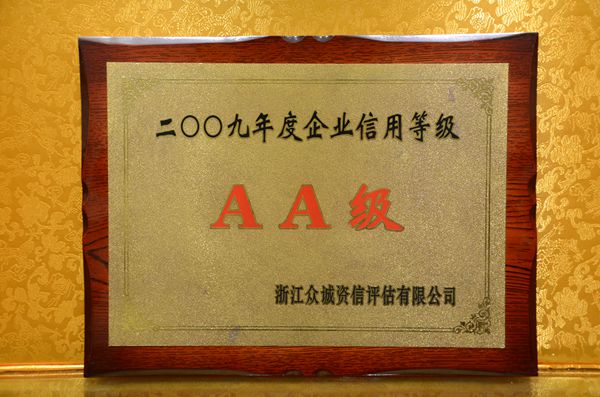 二〇〇九年度企业信用等级
AA级
浙江众诚资信评估有限公司